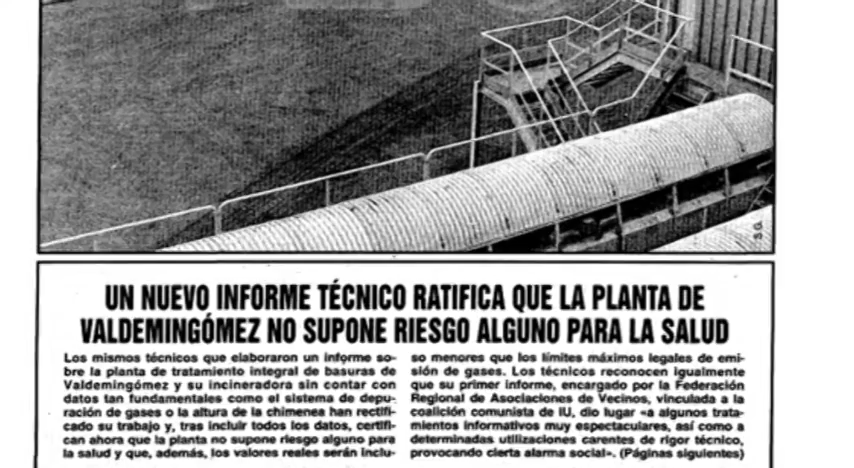 S.G.
UN NUEVO INFORME TÉCNICO RATIFICA QUE LA PLANTA DE
VALDEMINGÓMEZ NO SUPONE RIESGO ALGUNO PARA LA SALUD
Los mismos técnicos que elaboraron un informe so-
bre la planta de tratamiento integral de basuras de
Valdemingómez y su incineradora sin contar con
datos tan fundamentales como el sistema de depu-
ración de gases o la altura de la chimenea han rectifi-
cado su trabajo y, tras incluir todos los datos, certifi-
can ahora que la planta no supone riesgo alguno para
la salud y que, además, los valores reales serán inclu-
so menores que los límites máximos legales de emi-
sión de gases. Los técnicos reconocen igualmente
que su primer informe, encargado por la Federación
Regional de Asociaciones de Vecinos, vinculada a la
coalición comunista de IU, dio lugar «a algunos trata-
mientos informativos muy espectaculares, así como a
determinadas utilizaciones carentes de rigor técnico,
provocando cierta alarma social». (Páginas siguientes)